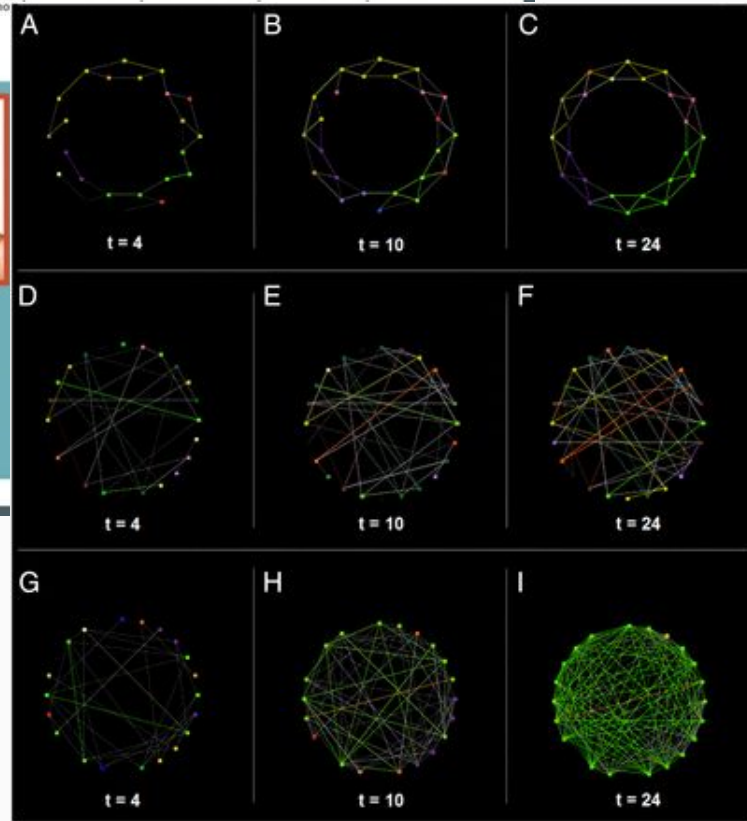 A
B
C
t = 4
t = 10
t = 24
D
E
F
t = 4
t = 10
t = 24
G
H
I
t = 4
t = 10
t = 24